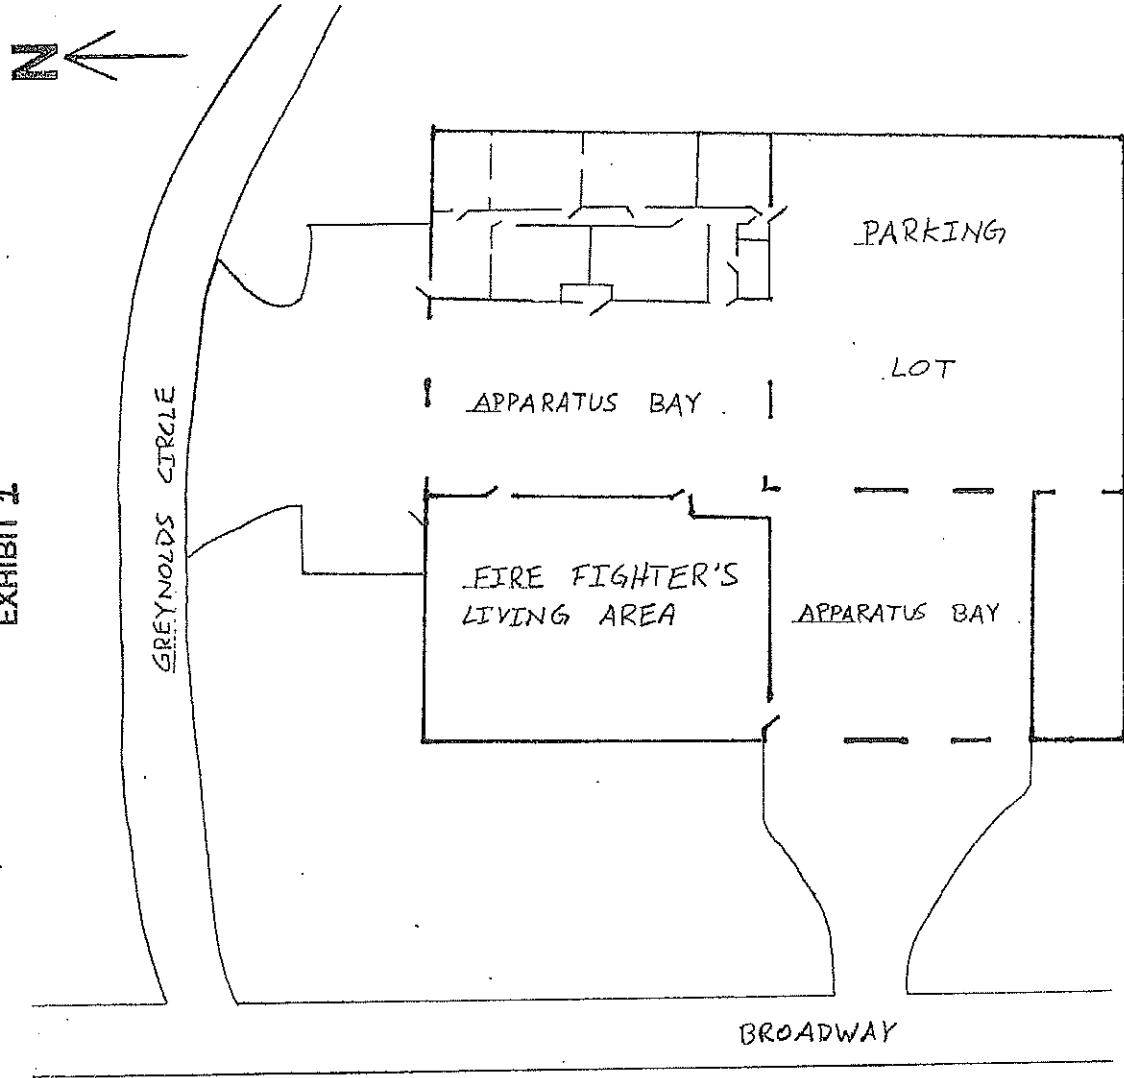 N
EXHIBIT 1
GREYNOLDS CIRCLE
PARKING
LOT
APPARATUS BAY
FIRE FIGHTER'S
LIVING AREA
APPARATUS BAY
BROADWAY